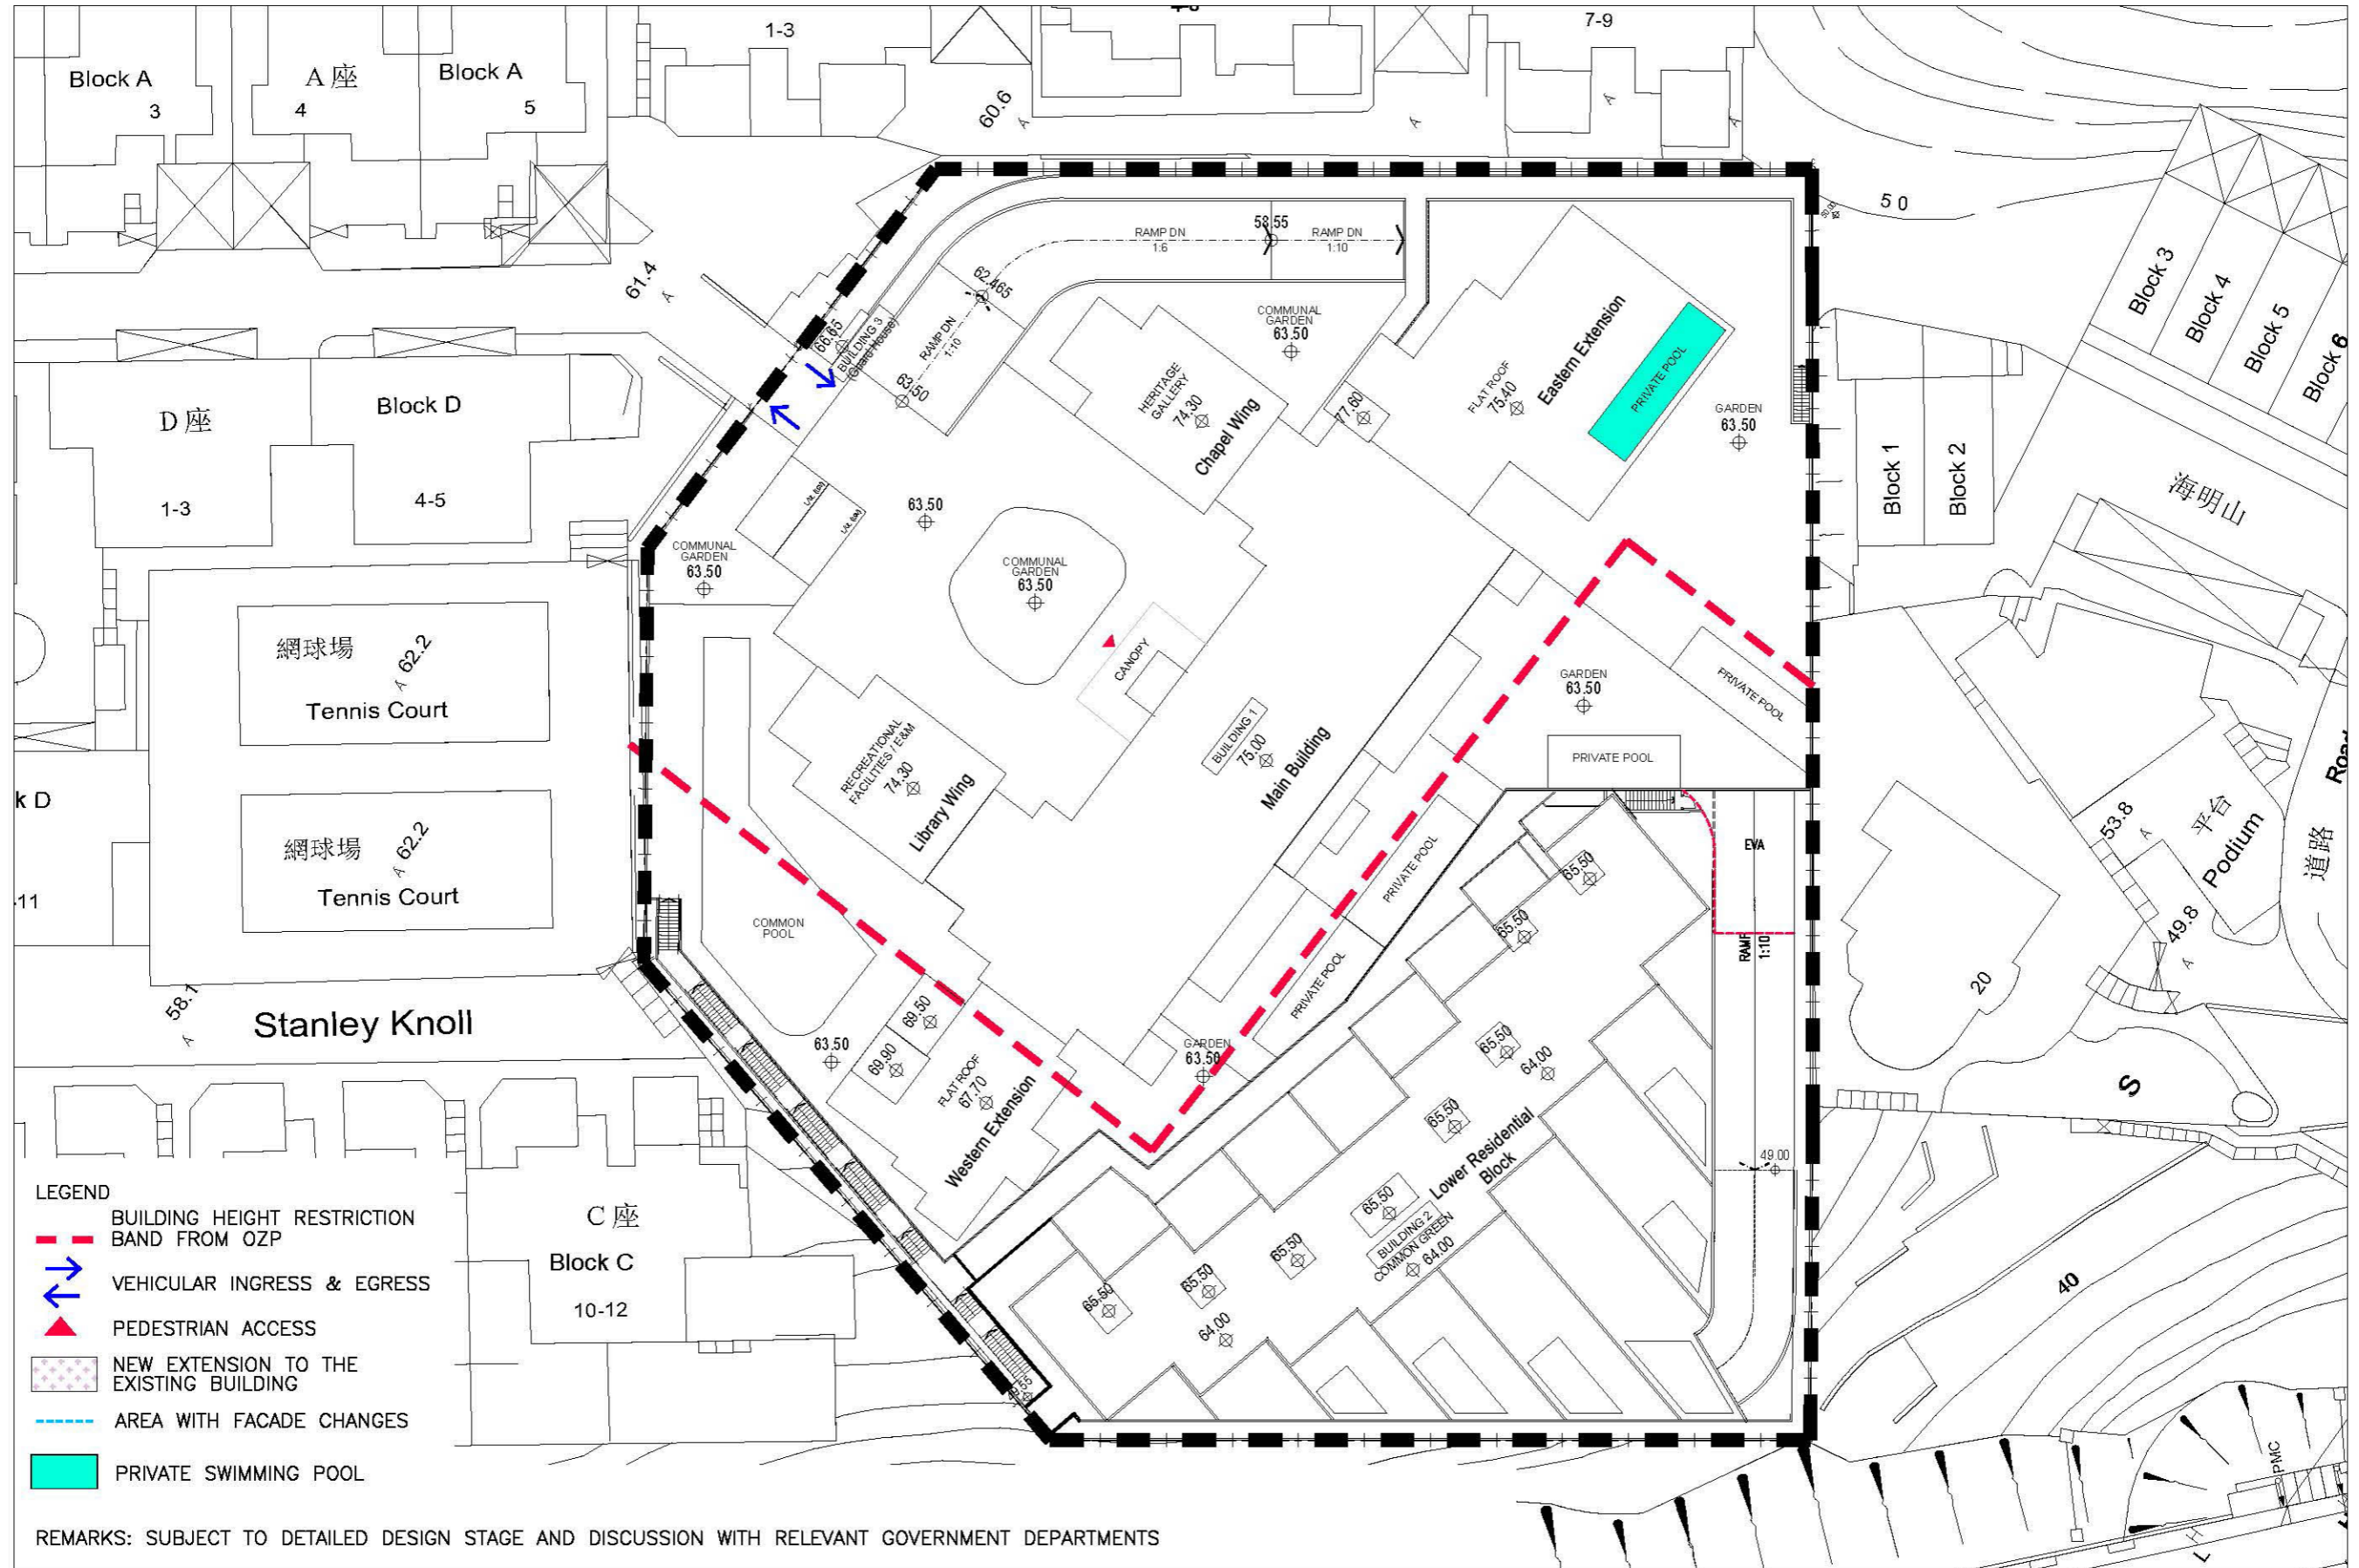 1-3
7-9
Block A
A座
Block A
3
4
5
60.6
50
61.4
RAMP DN
1:6
58.55
RAMP DN
1:10
62.465
RAMP DN
1:10
66.65
BUILDING 3
(Guard House)
63.50
COMMUNAL
GARDEN
63.50
HERITAGE
GALLERY
74.30
Chapel Wing
77.60
FLAT ROOF
75.40
Eastern Extension
PRIVATE POOL
GARDEN
63.50
Block 3
Block 4
Block 5
Block 6
Block 1
Block 2
海明山
D座
Block D
1-3
4-5
63.50
COMMUNAL
GARDEN
63.50
COMMUNAL
GARDEN
63.50
CANOPY
網球場
62.2
Tennis Court
網球場
62.2
Tennis Court
k D
-11
RECREATIONAL
FACILITIES / E&M
74.30
Library Wing
BUILDING 1
75.00
Main Building
GARDEN
63.50
PRIVATE POOL
PRIVATE POOL
PRIVATE POOL
PRIVATE POOL
EVA
RAMP
1:10
65.50
65.50
65.50
64.00
65.50
65.50
65.50
65.50
65.50
64.00
Lower Residential
Block
BUILDING 2
COMMON GREEN
64.00
49.00
COMMON
POOL
63.50
69.50
69.90
FLAT ROOF
67.70
Western Extension
GARDEN
63.50
53.8
平台
Podium
49.8
道路
Road
20
S
40
PMC
58.1
Stanley Knoll
C座
Block C
10-12
LEGEND
BUILDING HEIGHT RESTRICTION
BAND FROM OZP
VEHICULAR INGRESS & EGRESS
PEDESTRIAN ACCESS
NEW EXTENSION TO THE
EXISTING BUILDING
AREA WITH FACADE CHANGES
PRIVATE SWIMMING POOL
REMARKS: SUBJECT TO DETAILED DESIGN STAGE AND DISCUSSION WITH RELEVANT GOVERNMENT DEPARTMENTS